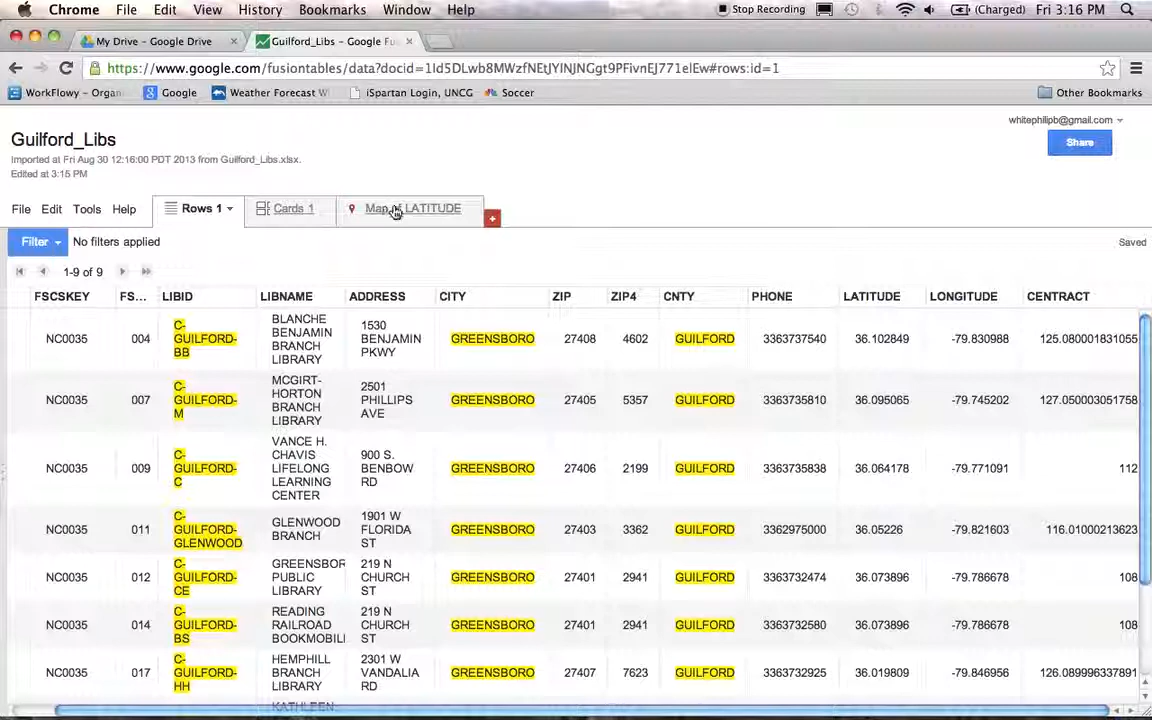 Chrome File Edit View History Bookmarks Window Help Stop Recording (Charged) Fri 3:16 PM
My Drive - Google Drive × Guilford_Libs - Google Fu ×
https://www.google.com/fusiontables/data?docid=1Id5DLwb8MWzfNEtJYINJNGgt9PFivnEJ771elEw#rows:id=1
WorkFlowy - Organ Google Weather Forecast W iSpartan Login, UNCG Soccer Other Bookmarks
whitephilipb@gmail.com
Guilford_Libs
Share
Imported at Fri Aug 30 12:16:00 PDT 2013 from Guilford_Libs.xlsx.
Edited at 3:15 PM
File Edit Tools Help Rows 1 Cards 1 Map of LATITUDE +
Filter No filters applied Saved
1-9 of 9
FSCSKEY FS... LIBID LIBNAME ADDRESS CITY ZIP ZIP4 CNTY PHONE LATITUDE LONGITUDE CENTRACT
NC0035 004 C-GUILFORD-BB BLANCHE BENJAMIN BRANCH LIBRARY 1530 BENJAMIN PKWY GREENSBORO 27408 4602 GUILFORD 3363737540 36.102849 -79.830988 125.080001831055
NC0035 007 C-GUILFORD-M MCGIRT-HORTON BRANCH LIBRARY 2501 PHILLIPS AVE GREENSBORO 27405 5357 GUILFORD 3363735810 36.095065 -79.745202 127.050003051758
NC0035 009 C-GUILFORD-C VANCE H. CHAVIS LIFELONG LEARNING CENTER 900 S. BENBOW RD GREENSBORO 27406 2199 GUILFORD 3363735838 36.064178 -79.771091 112
NC0035 011 C-GUILFORD-GLENWOOD GLENWOOD BRANCH 1901 W FLORIDA ST GREENSBORO 27403 3362 GUILFORD 3362975000 36.05226 -79.821603 116.01000213623
NC0035 012 C-GUILFORD-CE GREENSBOR PUBLIC LIBRARY 219 N CHURCH ST GREENSBORO 27401 2941 GUILFORD 3363732474 36.073896 -79.786678 108
NC0035 014 C-GUILFORD-BS READING RAILROAD BOOKMOBIL 219 N CHURCH ST GREENSBORO 27401 2941 GUILFORD 3363732580 36.073896 -79.786678 108
NC0035 017 C-GUILFORD-HH HEMPHILL BRANCH LIBRARY 2301 W VANDALIA RD GREENSBORO 27407 7623 GUILFORD 3363732925 36.019809 -79.846956 126.089996337891
KATHLEEN